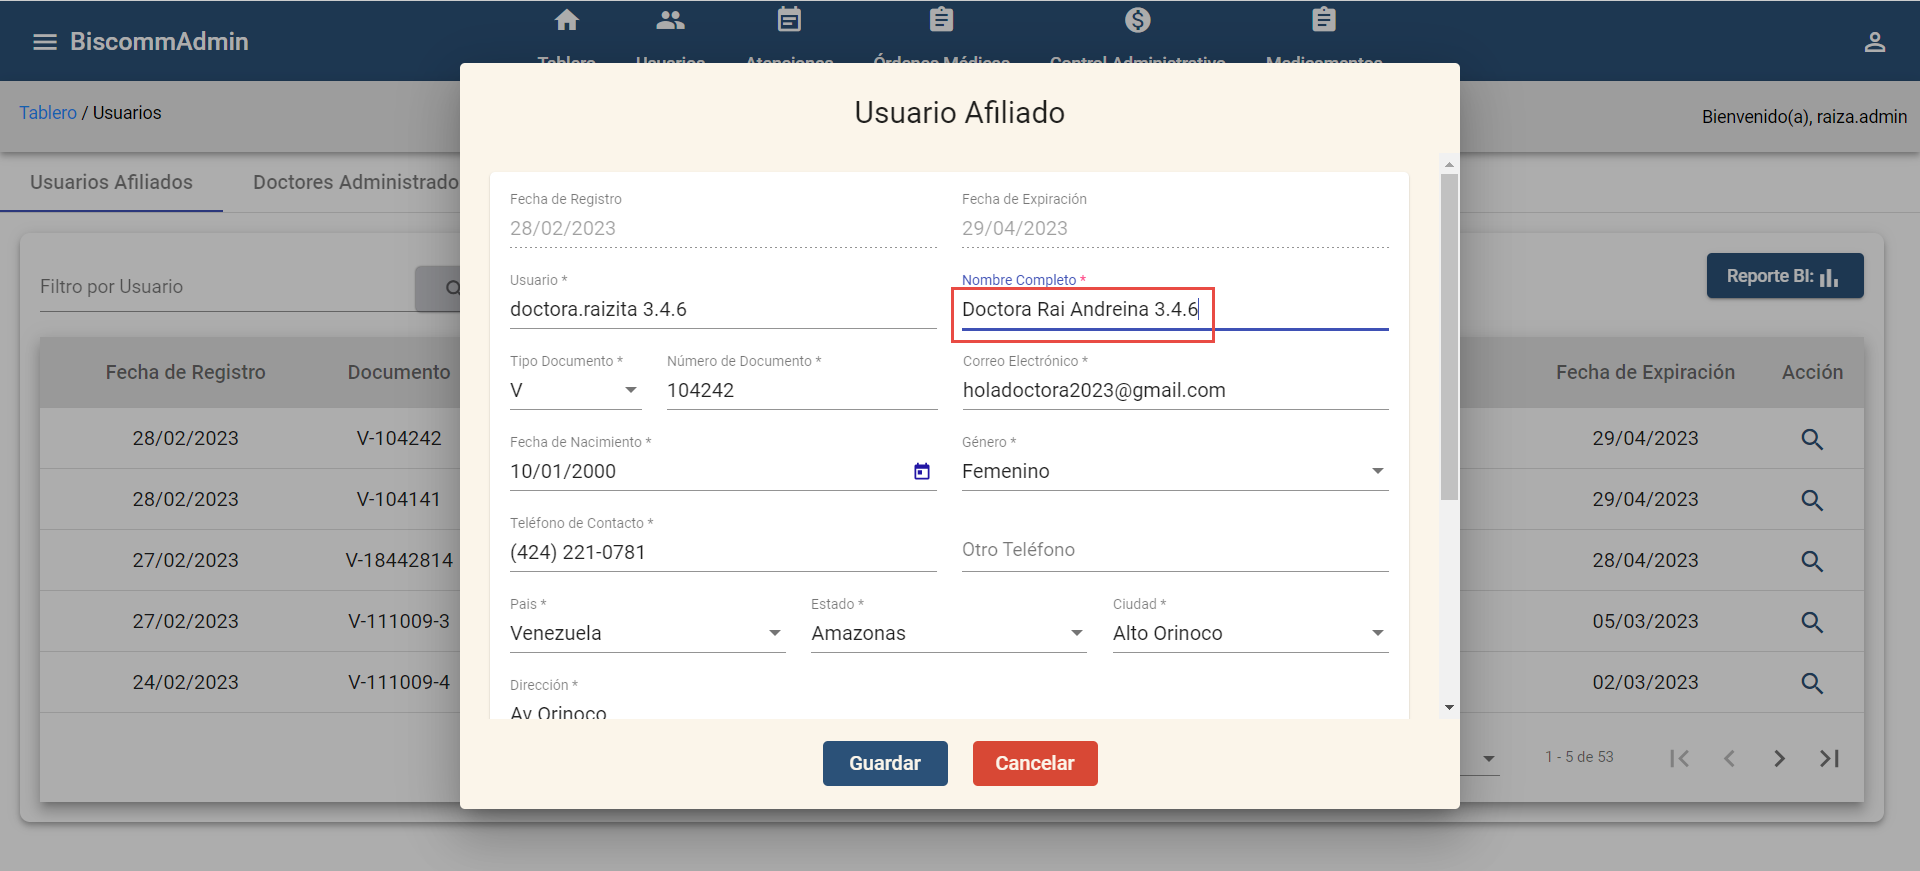 BiscommAdmin
Tablero Usuarios Atenciones Órdenes Médicas Control Administrativo Medicamentos
Tablero / Usuarios
Bienvenido(a), raiza.admin
Usuarios Afiliados
Doctores Administrado
Filtro por Usuario
Reporte BI:
Fecha de Registro Documento Fecha de Expiración Acción
28/02/2023 V-104242 29/04/2023
28/02/2023 V-104141 29/04/2023
27/02/2023 V-18442814 28/04/2023
27/02/2023 V-111009-3 05/03/2023
24/02/2023 V-111009-4 02/03/2023
1 - 5 de 53
Usuario Afiliado
Fecha de Registro
28/02/2023
Fecha de Expiración
29/04/2023
Usuario *
doctora.raizita 3.4.6
Nombre Completo *
Doctora Rai Andreina 3.4.6
Tipo Documento *
V
Número de Documento *
104242
Correo Electrónico *
holadoctora2023@gmail.com
Fecha de Nacimiento *
10/01/2000
Género *
Femenino
Teléfono de Contacto *
(424) 221-0781
Otro Teléfono
Pais *
Venezuela
Estado *
Amazonas
Ciudad *
Alto Orinoco
Dirección *
Av Orinoco
Guardar
Cancelar